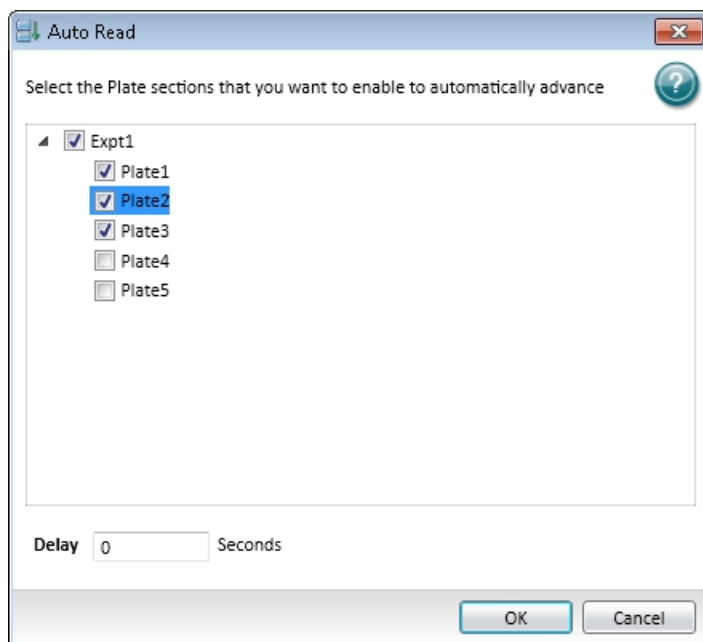 Auto Read
Select the Plate sections that you want to enable to automatically advance
?
Expt1
Plate1
Plate2
Plate3
Plate4
Plate5
Delay 0 Seconds
OK Cancel